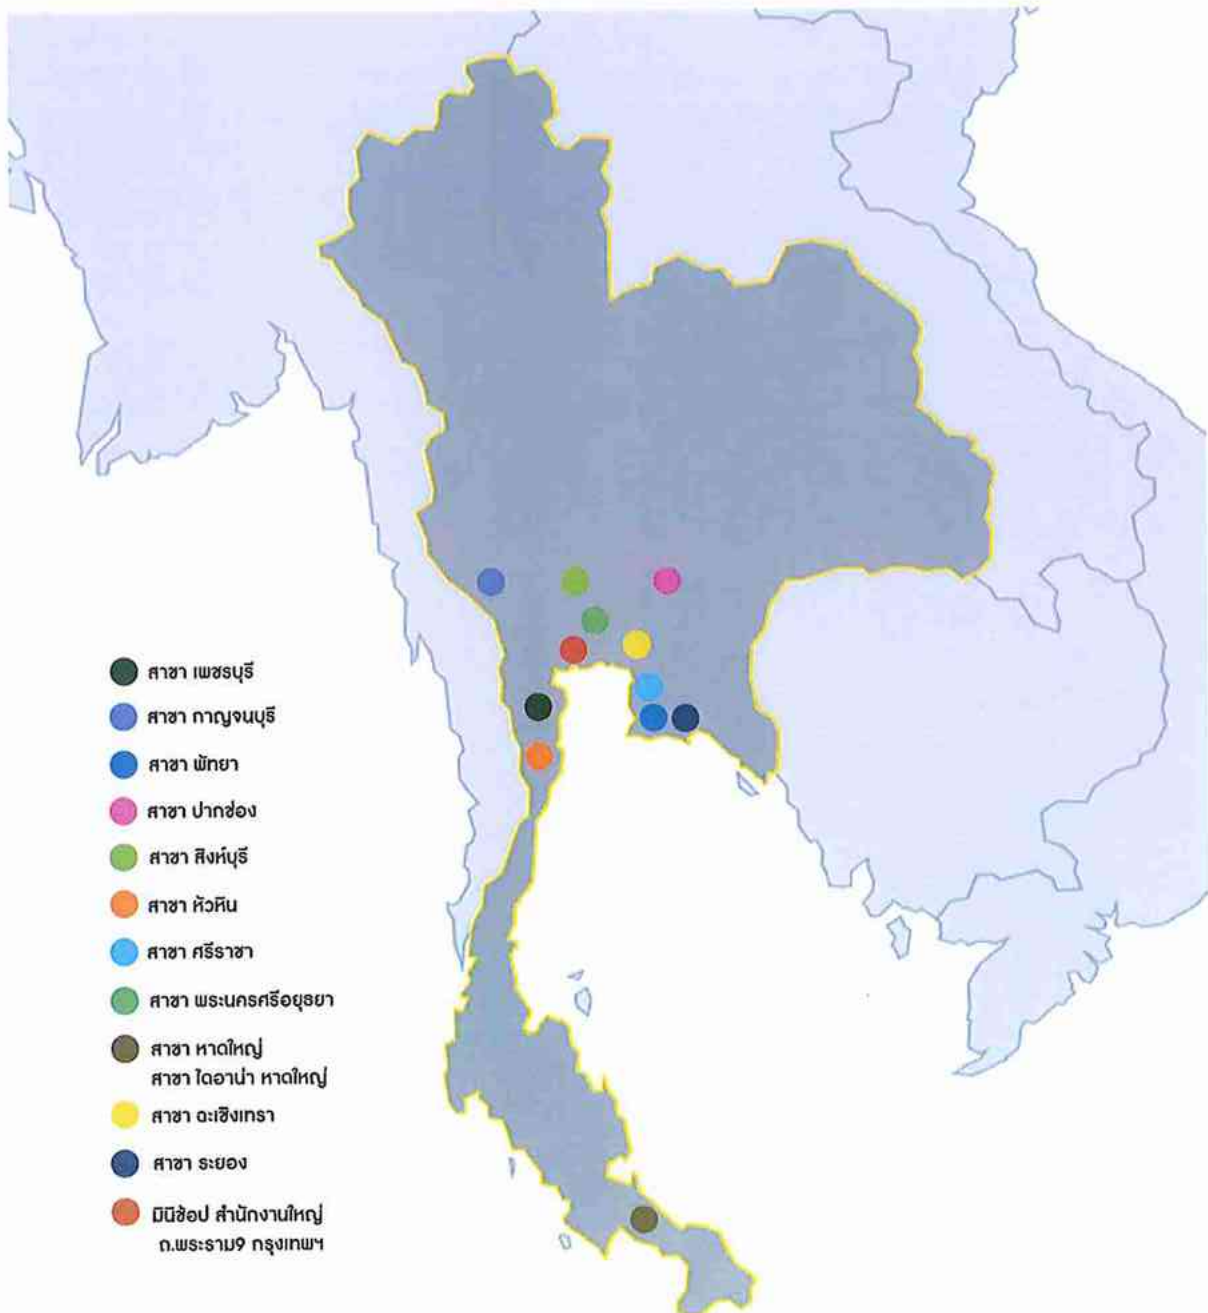 สาขา เพชรบุรี
สาขา กาญจนบุรี
สาขา พัทยา
สาขา ปากช่อง
สาขา สิงห์บุรี
สาขา หัวหิน
สาขา ศรีราชา
สาขา พระนครศรีอยุธยา
สาขา หาดใหญ่
สาขา ไดอาน่า หาดใหญ่
สาขา ฉะเชิงเทรา
สาขา ระยอง
มินิช้อป สำนักงานใหญ่
ถ.พระราม9 กรุงเทพฯ